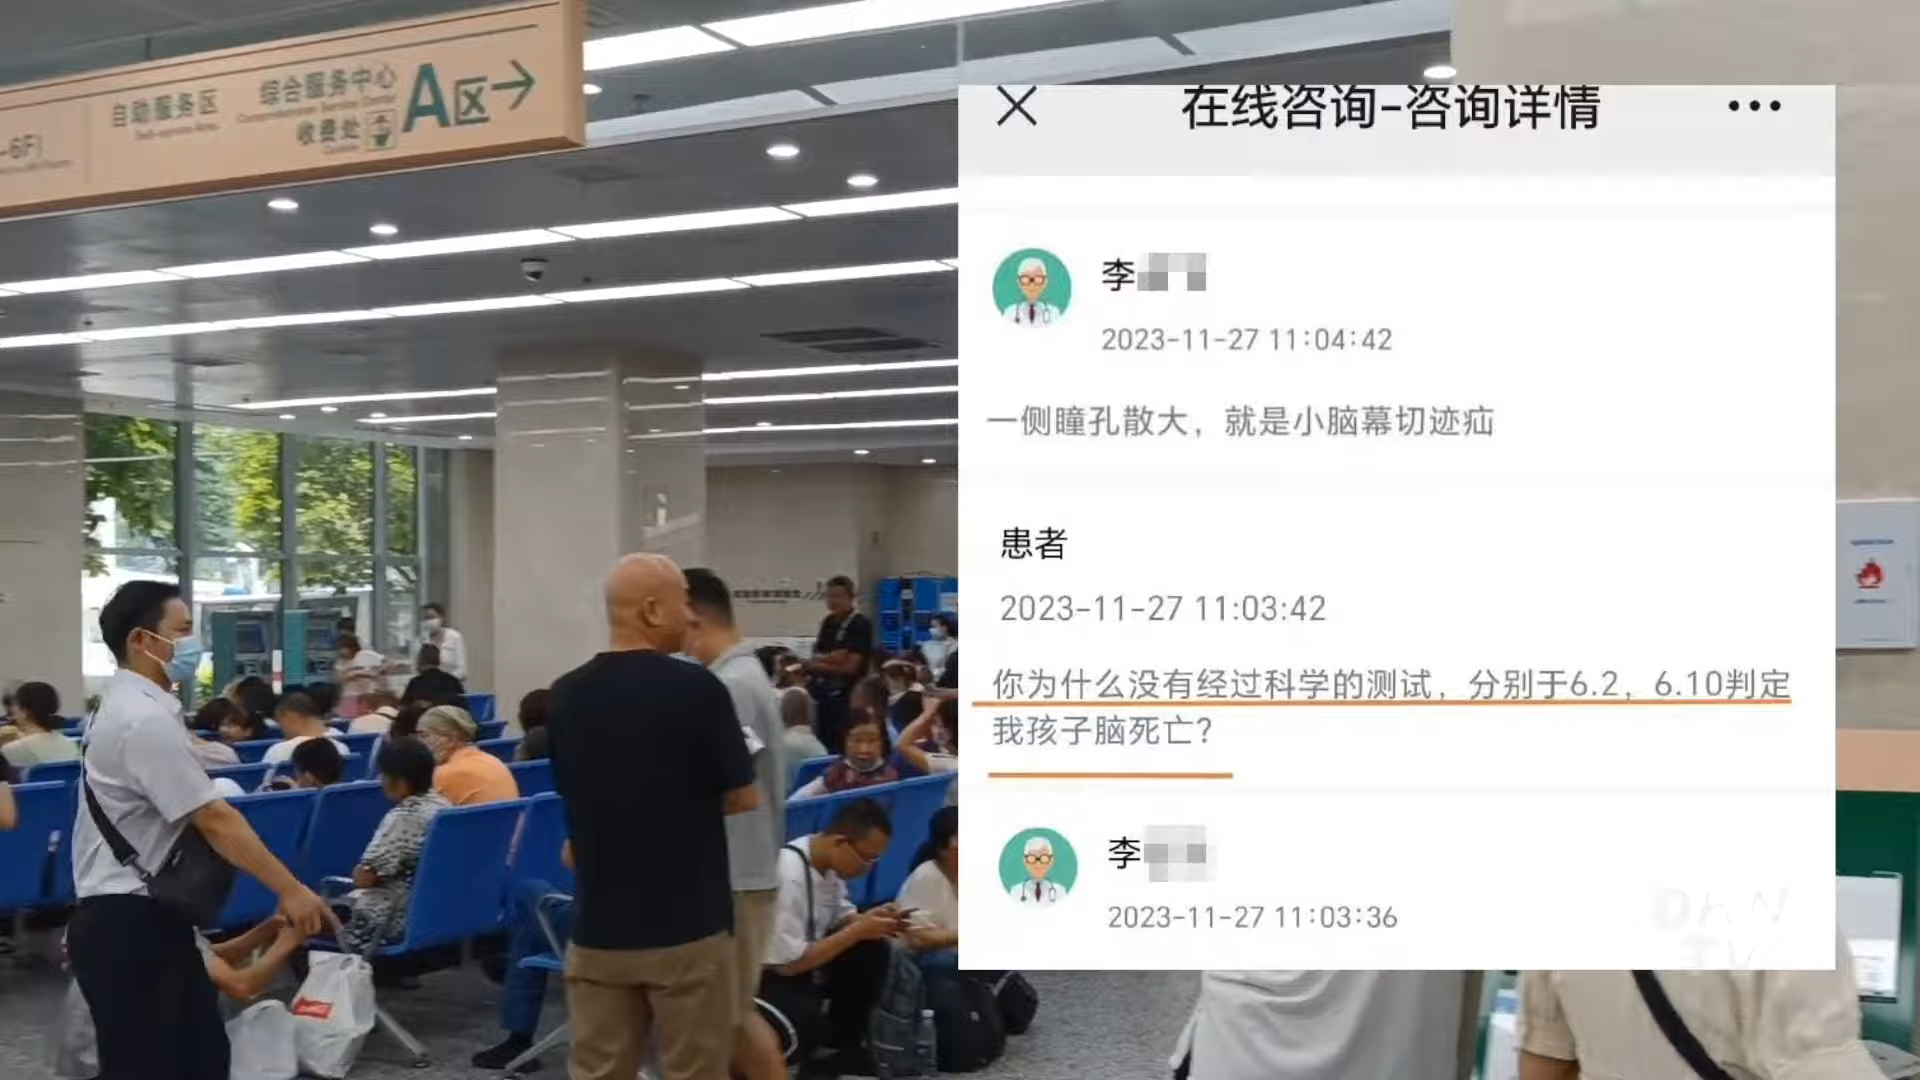 -6F)
自助服务区
综合服务中心
Comprehensive Service Center
收费处
A区→
在线咨询-咨询详情
李
2023-11-27 11:04:42
一侧瞳孔散大，就是小脑幕切迹疝
患者
2023-11-27 11:03:42
你为什么没有经过科学的测试，分别于6.2，6.10判定
我孩子脑死亡?
李
2023-11-27 11:03:36